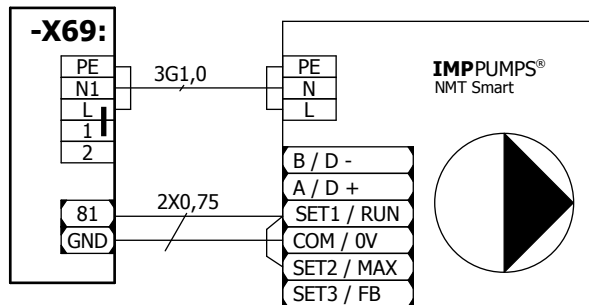 -X69:
PE
N1
L
1
2
81
GND
3G1,0
2X0,75
PE
N
L
B / D -
A / D +
SET1 / RUN
COM / 0V
SET2 / MAX
SET3 / FB
IMPPUMPS®
NMT Smart